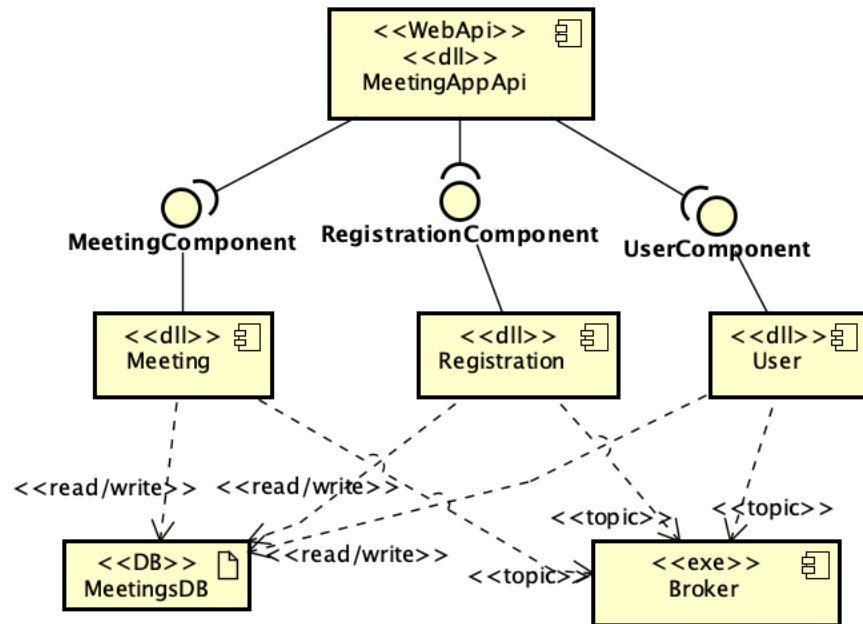 <<WebApi>>
<<dll>>
MeetingAppApi
MeetingComponent
RegistrationComponent
UserComponent
<<dll>>
Meeting
<<dll>>
Registration
<<dll>>
User
<<read/write>>
<<read/write>>
<<read/write>>
<<topic>>
<<topic>>
<<topic>>
<<DB>>
MeetingsDB
<<exe>>
Broker